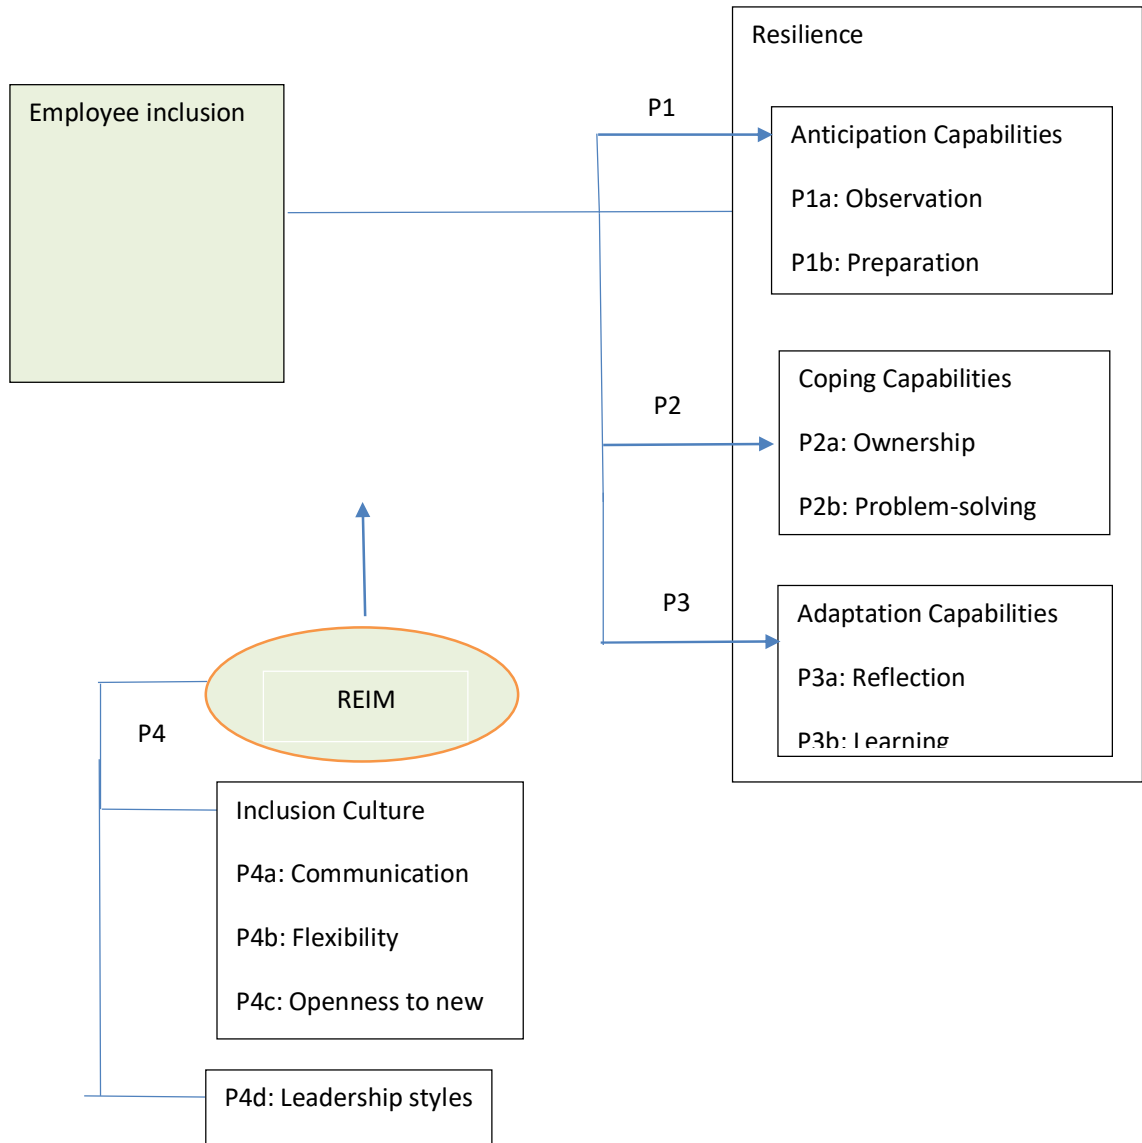 Resilience
Employee inclusion
P1
Anticipation Capabilities
P1a: Observation
P1b: Preparation
P2
Coping Capabilities
P2a: Ownership
P2b: Problem-solving
P3
Adaptation Capabilities
P3a: Reflection
P3b: Learning
REIM
P4
Inclusion Culture
P4a: Communication
P4b: Flexibility
P4c: Openness to new
P4d: Leadership styles